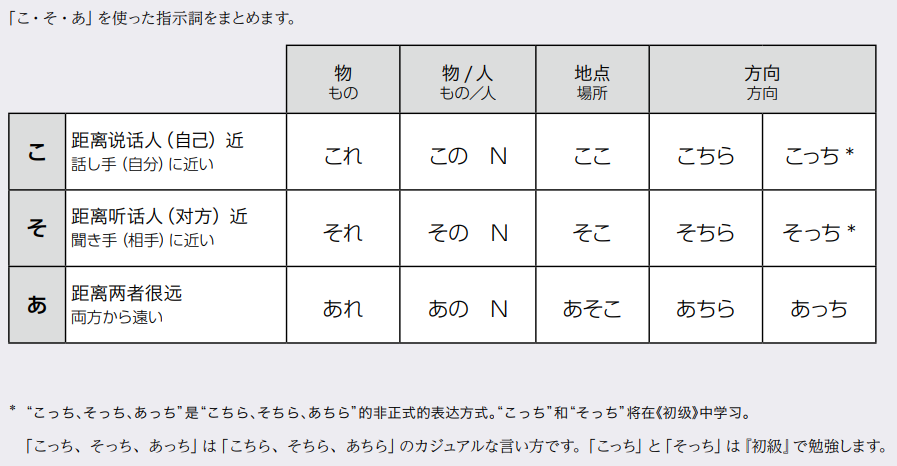 「こ・そ・あ」を使った指示詞をまとめます。
物 物/人 地点 方向
もの もの／人 場所 方向
こ 距离说话人（自己）近 これ この N ここ こちら こっち*
話し手（自分）に近い
そ 距离听话人（对方）近 それ その N そこ そちら そっち*
聞き手（相手）に近い
あ 距离两者很远 あれ あの N あそこ あちら あっち
両方から遠い
* “こっち、そっち、あっち”是“こちら、そちら、あちら”的非正式的表达方式。“こっち”和“そっち”将在《初级》中学习。
「こっち、そっち、あっち」は「こちら、そちら、あちら」のカジュアルな言い方です。「こっち」と「そっち」は『初級』で勉強します。